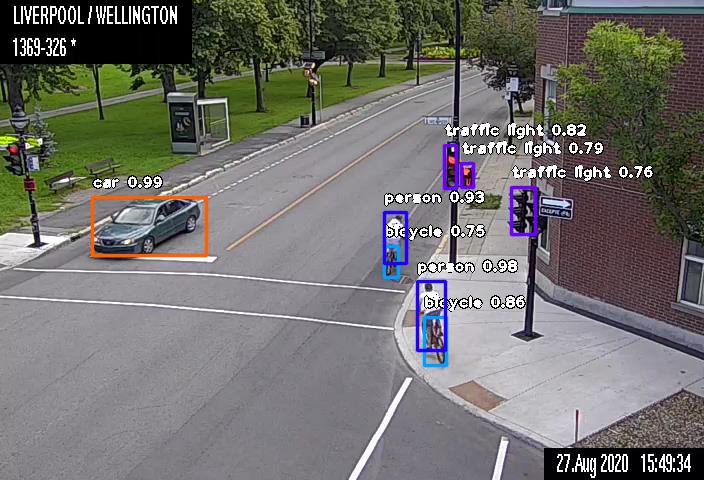 LIVERPOOL / WELLINGTON
1369-326 *
traffic light 0.82
traffic light 0.79
traffic light 0.76
car 0.99
person 0.93
bicycle 0.75
person 0.98
bicycle 0.86
EXCEPTÉ
27.Aug 2020 15:49:34